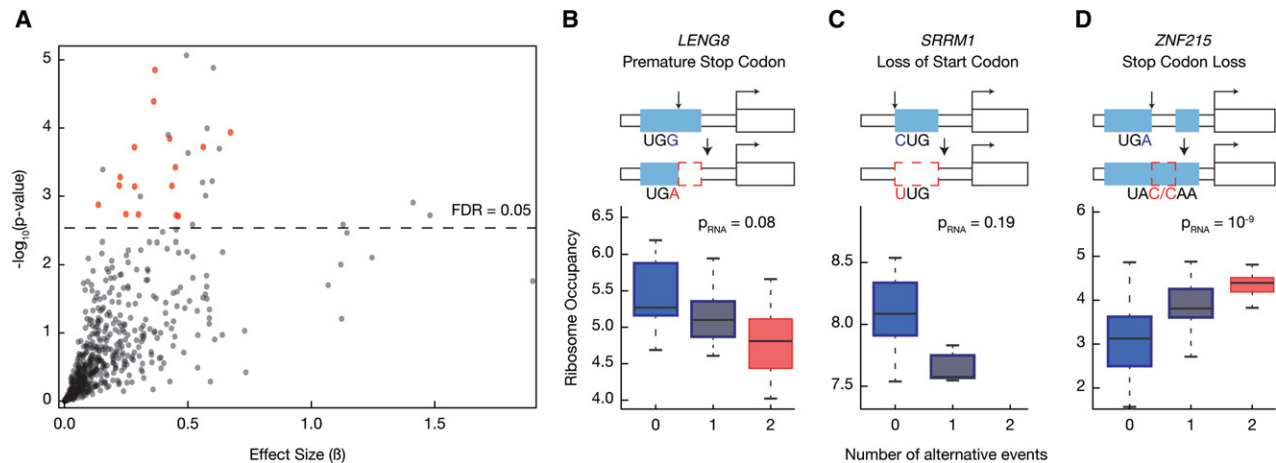 A
-log10(p-value)
5
4
3
2
1
0
FDR = 0.05
0.0 0.5 1.0 1.5
Effect Size (ß)
B
LENG8
Premature Stop Codon
UGG
UGA
Ribosome Occupancy
6.5
6.0
5.5
5.0
4.5
4.0
pRNA = 0.08
0 1 2
C
SRRM1
Loss of Start Codon
CUG
UUG
8.5
8.0
7.5
pRNA = 0.19
0 1 2
Number of alternative events
D
ZNF215
Stop Codon Loss
UGA
UAC/CAA
6
5
4
3
2
pRNA = 10-9
0 1 2